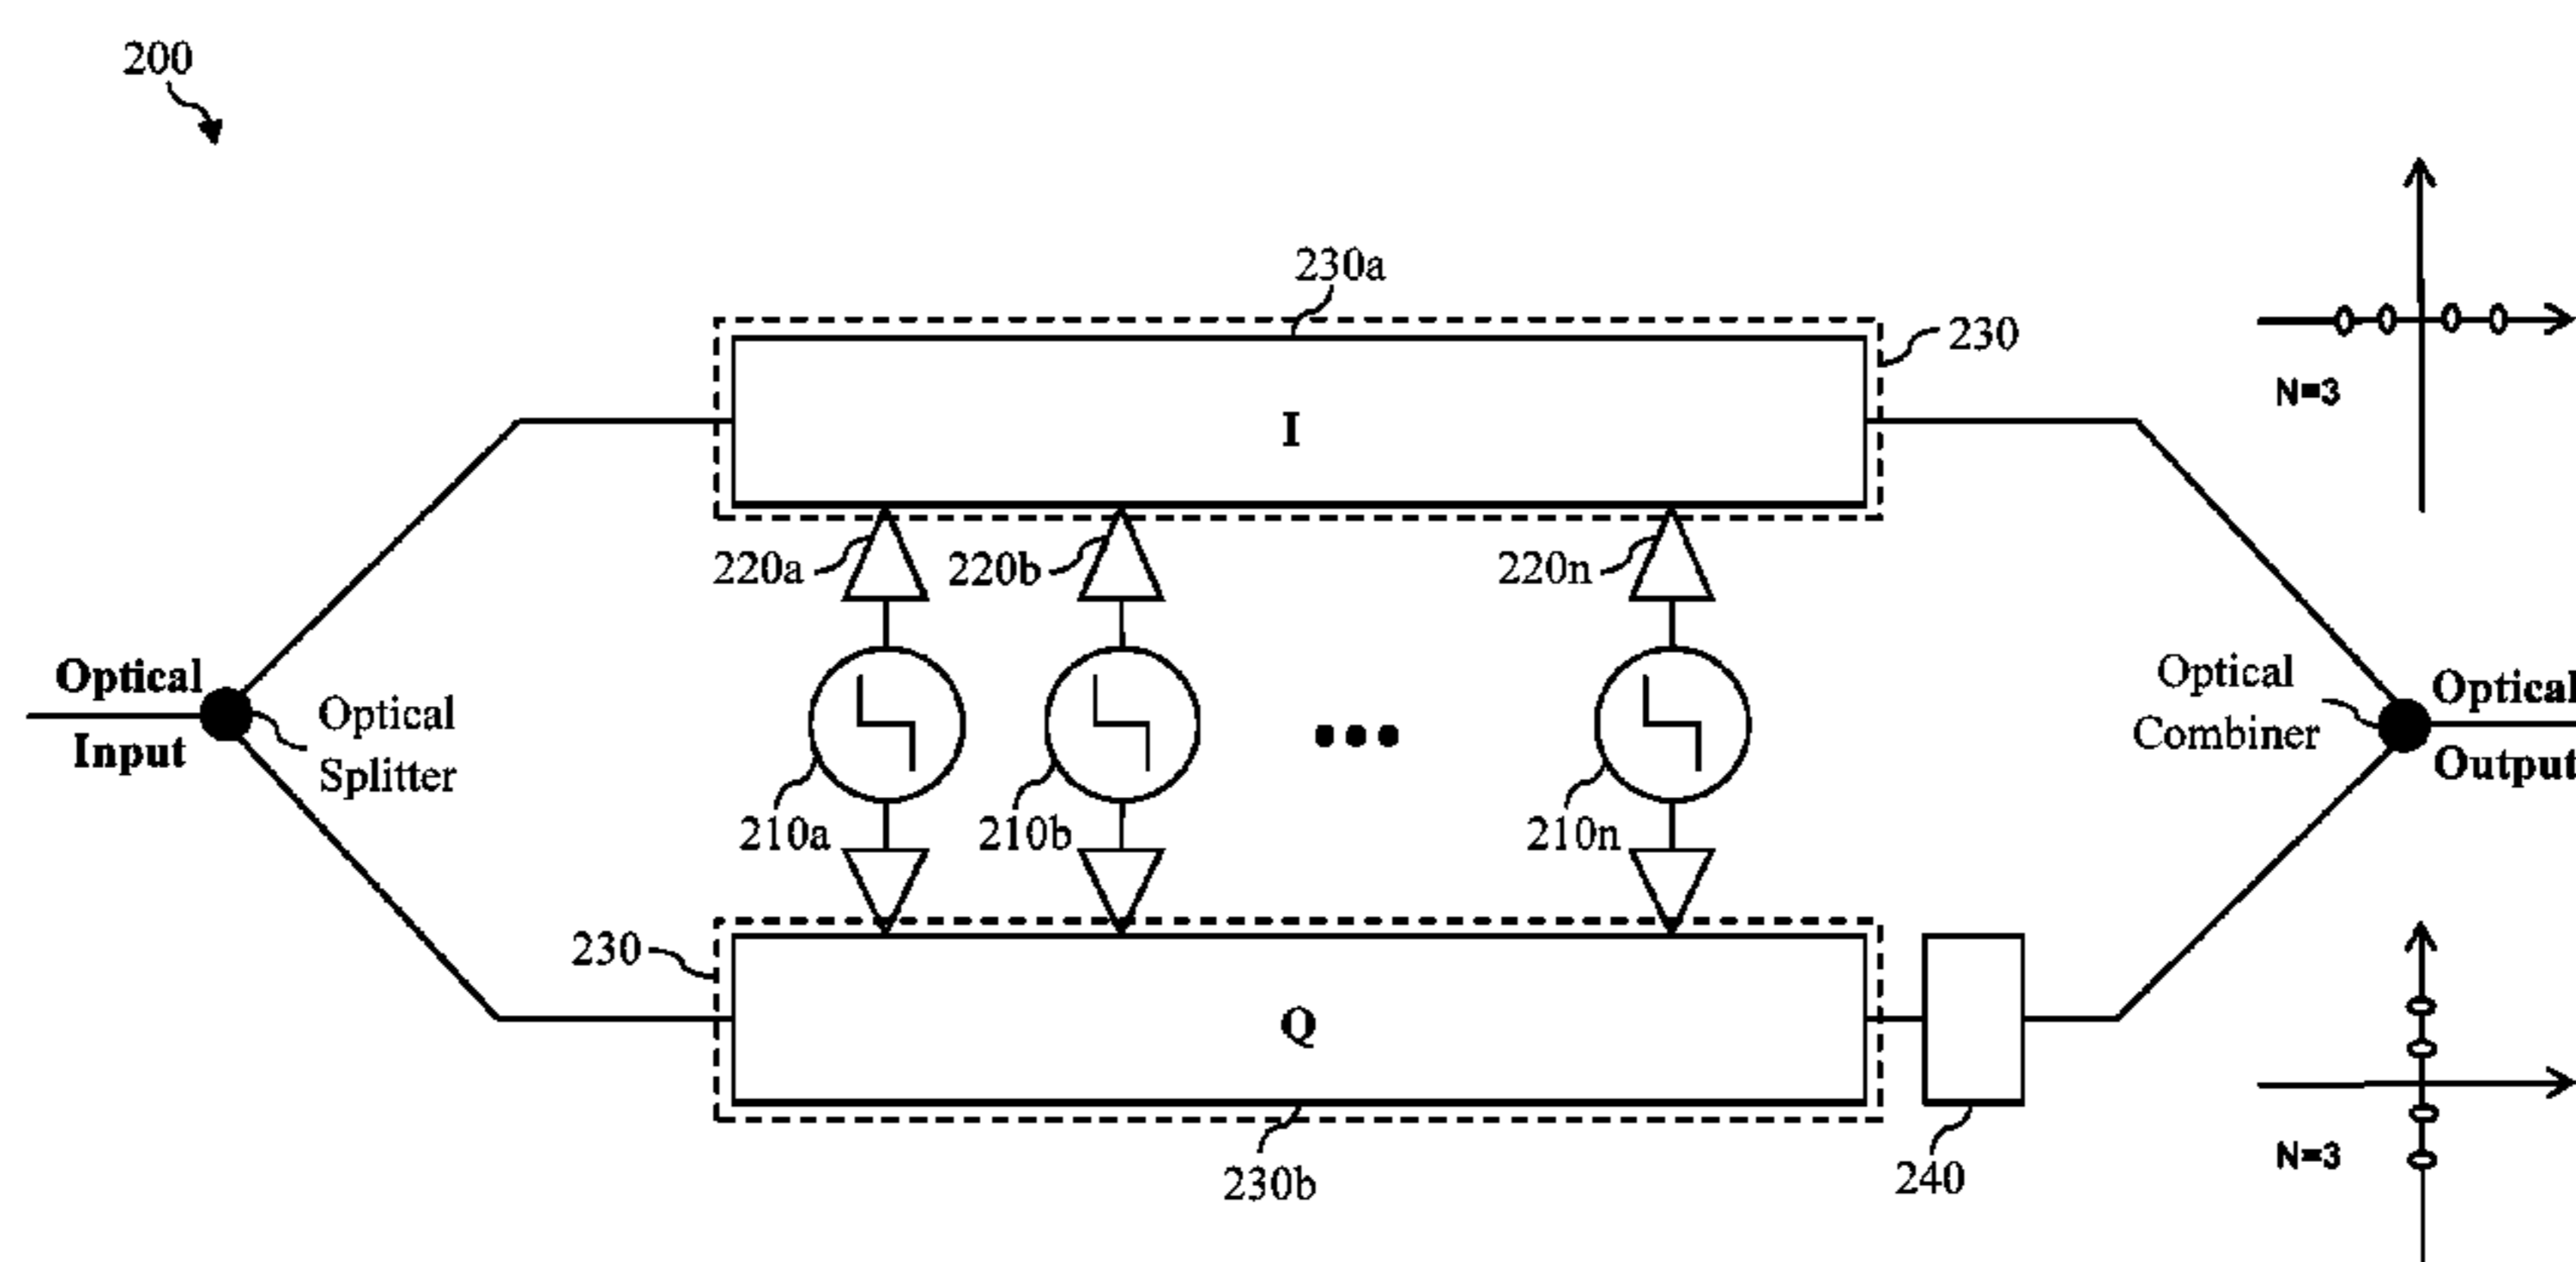 200
230a
230
I
N=3
220a
220b
220n
Optical
Input
Optical
Splitter
Optical
Combiner
Optical
Output
210a
210b
210n
230
Q
230b
240
N=3